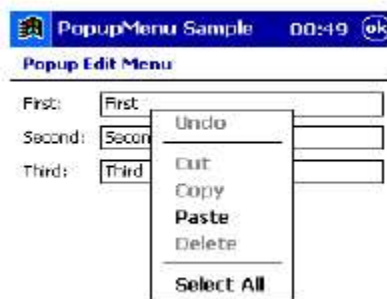 PopupMenu Sample 00:49 ok
Popup Edit Menu
First: First
Second: Secon
Third: Third
Undo
Cut
Copy
Paste
Delete
Select All